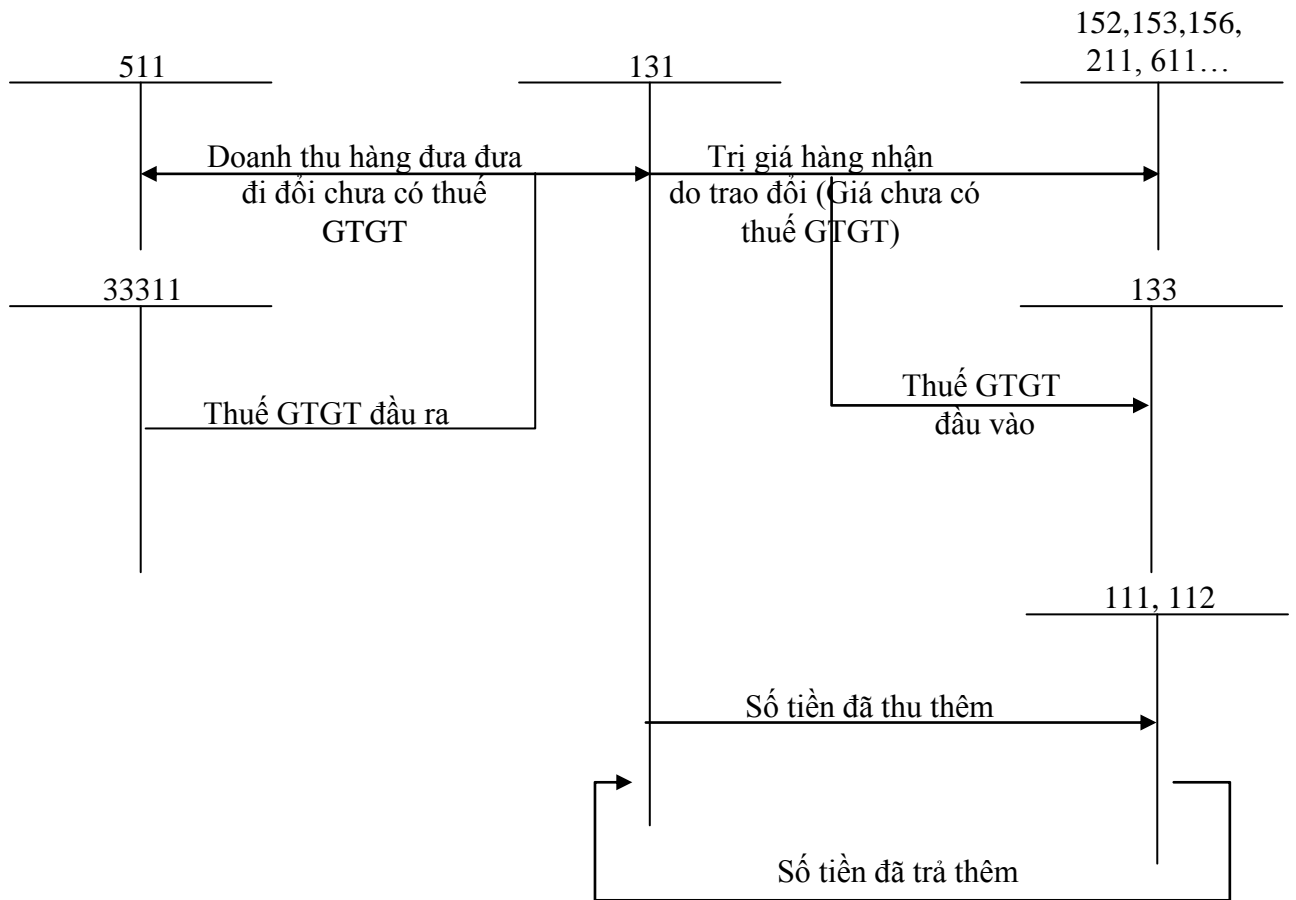 152,153,156,
211, 611…
511
131
Doanh thu hàng đưa đưa
đi đổi chưa có thuế
GTGT
Trị giá hàng nhận
do trao đổi (Giá chưa có
thuế GTGT)
33311
133
Thuế GTGT đầu ra
Thuế GTGT
đầu vào
111, 112
Số tiền đã thu thêm
Số tiền đã trả thêm